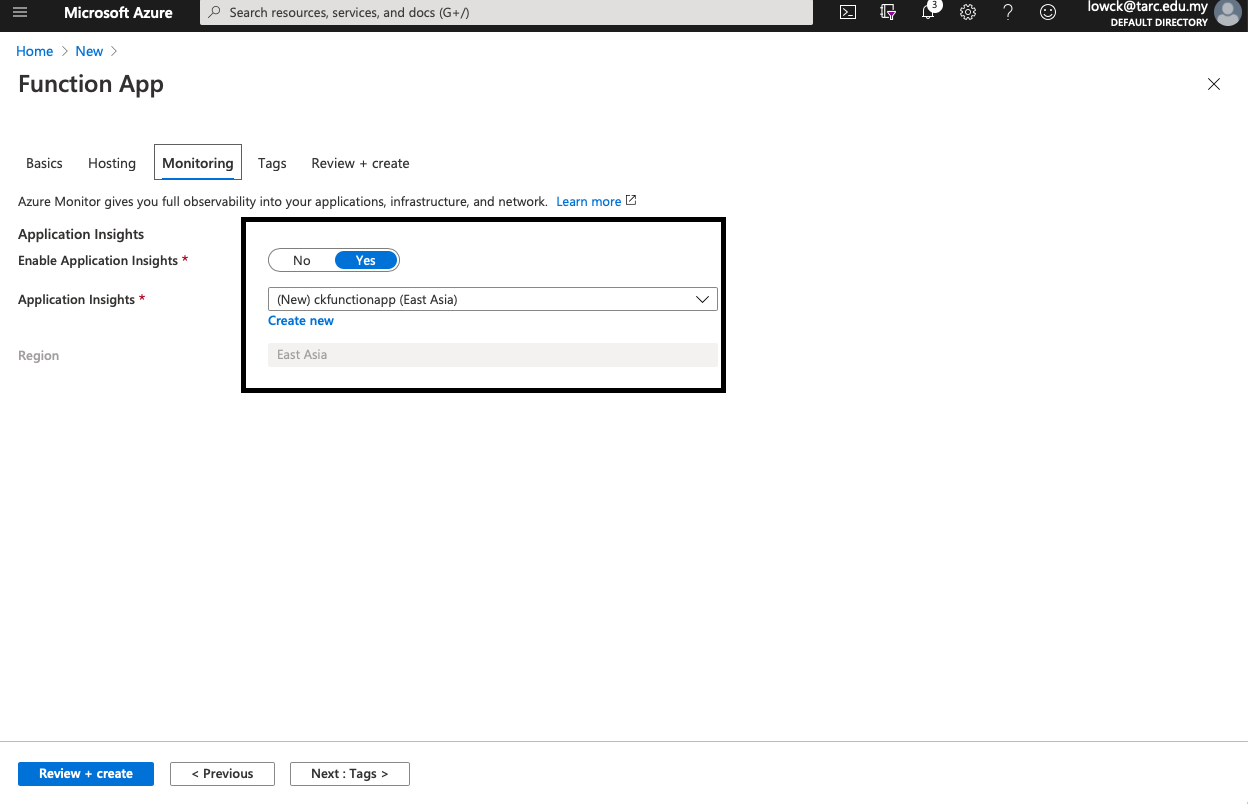 Microsoft Azure
Search resources, services, and docs (G+/)
3
lowck@tarc.edu.my
DEFAULT DIRECTORY
Home > New >
Function App
Basics Hosting Monitoring Tags Review + create
Azure Monitor gives you full observability into your applications, infrastructure, and network. Learn more
Application Insights
Enable Application Insights * No Yes
Application Insights * (New) ckfunctionapp (East Asia)
Create new
Region East Asia
Review + create < Previous Next : Tags >